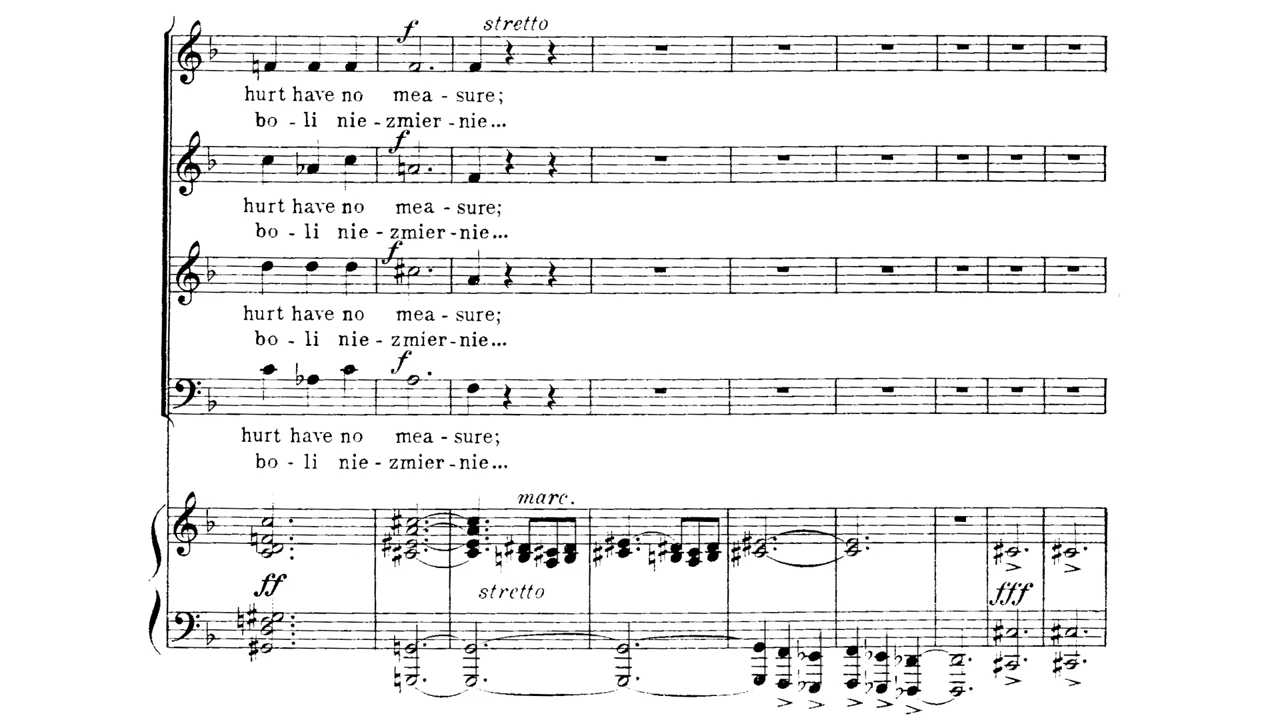 f stretto
hurt have no mea - sure;
bo - li nie - zmier - nie...
f
hurt have no mea - sure;
bo - li nie - zmier - nie...
f
hurt have no mea - sure;
bo - li nie - zmier - nie...
f
hurt have no mea - sure;
bo - li nie - zmier - nie...
marc.
ff stretto fff